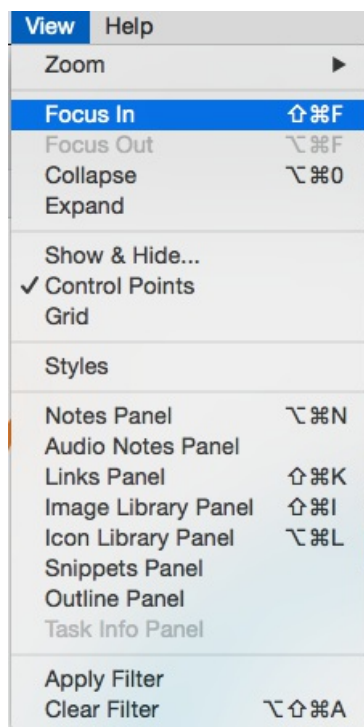 View Help
Zoom ▶
Focus In ⇧⌘F
Focus Out ⌥⌘F
Collapse ⌥⌘0
Expand
Show & Hide...
✓ Control Points
Grid
Styles
Notes Panel ⌥⌘N
Audio Notes Panel
Links Panel ⇧⌘K
Image Library Panel ⇧⌘I
Icon Library Panel ⌥⌘L
Snippets Panel
Outline Panel
Task Info Panel
Apply Filter
Clear Filter ⌥⇧⌘A